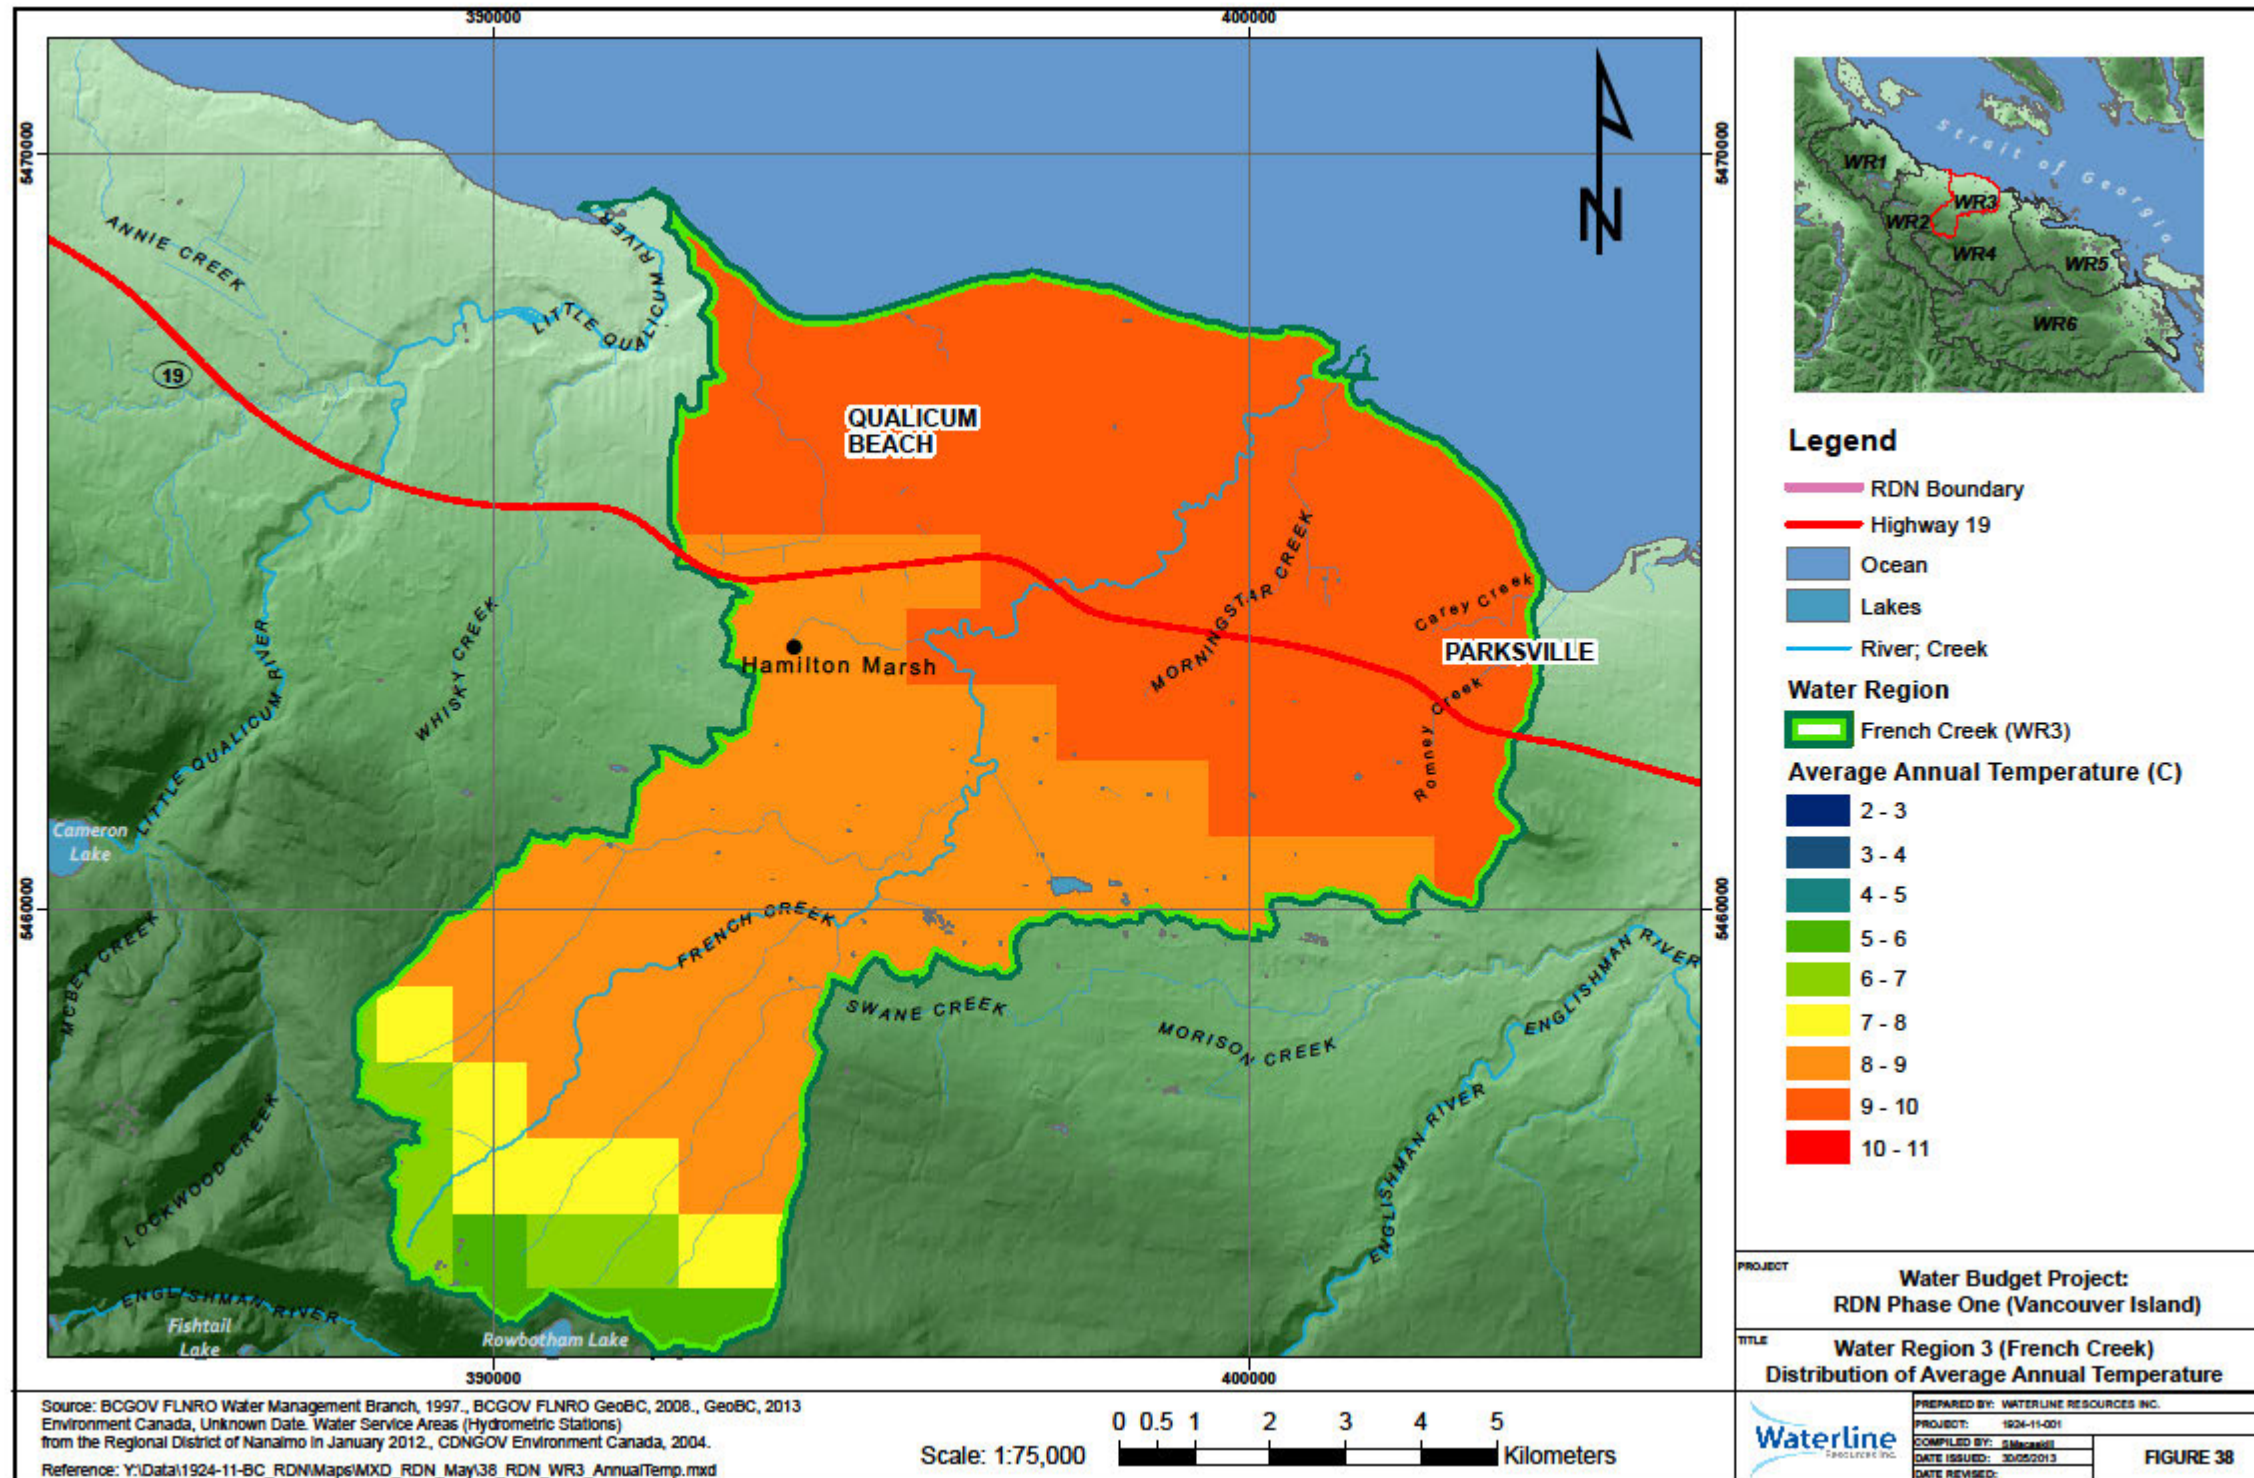 390000
400000
5470000
5470000
5460000
5460000
390000
400000
ANNIE CREEK
LITTLE QUALICUM RIVER
19
QUALICUM
BEACH
WHISKY CREEK
LITTLE QUALICUM RIVER
Hamilton Marsh
MORNINGSTAR CREEK
Carey Creek
PARKSVILLE
Romney Creek
Cameron
Lake
MCBEY CREEK
FRENCH CREEK
SWANE CREEK
MORISON CREEK
ENGLISHMAN RIVER
LOCKWOOD CREEK
ENGLISHMAN RIVER
ENGLISHMAN RIVER
Fishtail
Lake
Rowbotham Lake
N
Strait of Georgia
WR1
WR2
WR3
WR4
WR5
WR6
Legend
RDN Boundary
Highway 19
Ocean
Lakes
River; Creek
Water Region
French Creek (WR3)
Average Annual Temperature (C)
2 - 3
3 - 4
4 - 5
5 - 6
6 - 7
7 - 8
8 - 9
9 - 10
10 - 11
PROJECT
Water Budget Project:
RDN Phase One (Vancouver Island)
TITLE
Water Region 3 (French Creek)
Distribution of Average Annual Temperature
Waterline
Resources Inc.
PREPARED BY: WATERLINE RESOURCES INC.
PROJECT: 1924-11-001
COMPILED BY:
DATE ISSUED: 30/05/2013
DATE REVISED:
FIGURE 38
Source: BCGOV FLNRO Water Management Branch, 1997., BCGOV FLNRO GeoBC, 2008., GeoBC, 2013
Environment Canada, Unknown Date. Water Service Areas (Hydrometric Stations)
from the Regional District of Nanaimo in January 2012., CDNGOV Environment Canada, 2004.
Reference: Y:\Data\1924-11-BC_RDN\Maps\MXD_RDN_May\38_RDN_WR3_AnnualTemp.mxd
Scale: 1:75,000
0 0.5 1 2 3 4 5
Kilometers